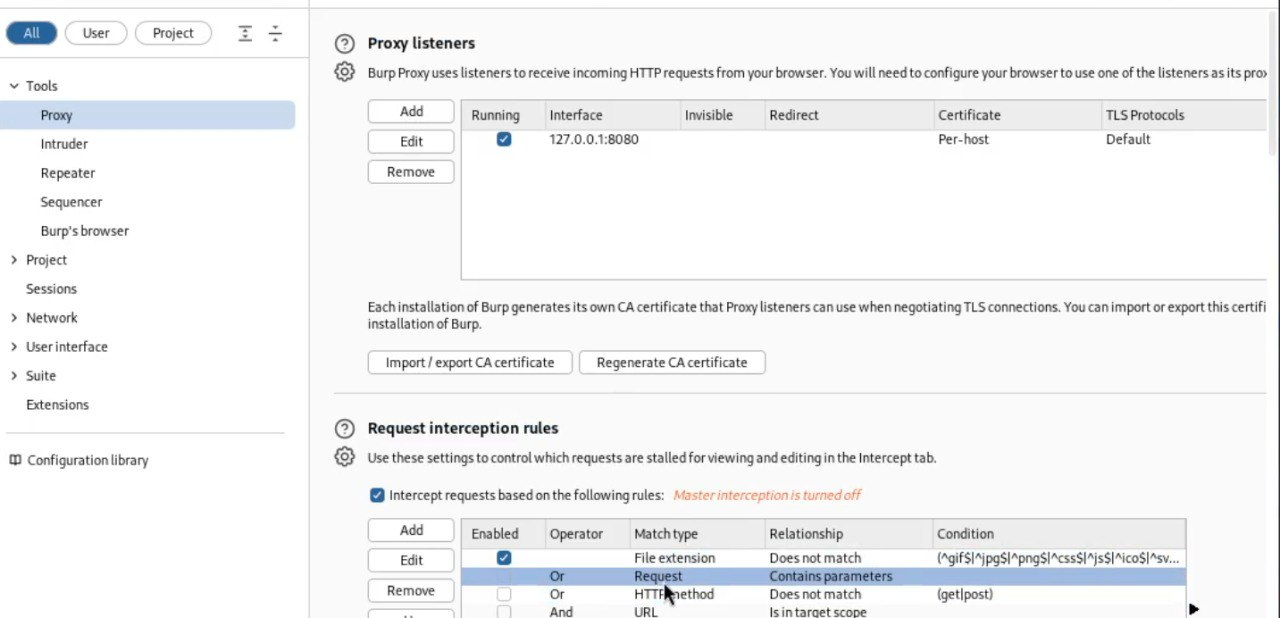 All User Project
Tools
Proxy
Intruder
Repeater
Sequencer
Burp's browser
Project
Sessions
Network
User interface
Suite
Extensions
Configuration library
Proxy listeners
Burp Proxy uses listeners to receive incoming HTTP requests from your browser. You will need to configure your browser to use one of the listeners as its
Add
Edit
Remove
Running Interface Invisible Redirect Certificate TLS Protocols
127.0.0.1:8080 Per-host Default
Each installation of Burp generates its own CA certificate that Proxy listeners can use when negotiating TLS connections. You can import or export this
installation of Burp.
Import / export CA certificate Regenerate CA certificate
Request interception rules
Use these settings to control which requests are stalled for viewing and editing in the Intercept tab.
Intercept requests based on the following rules: Master interception is turned off
Add
Edit
Remove
Enabled Operator Match type Relationship Condition
File extension Does not match (^gif$|^jpg$|^png$|^css$|^js$|^ico$|^sv...
Or Request Contains parameters
Or HTTP method Does not match (get|post)
And URL Is in target scope